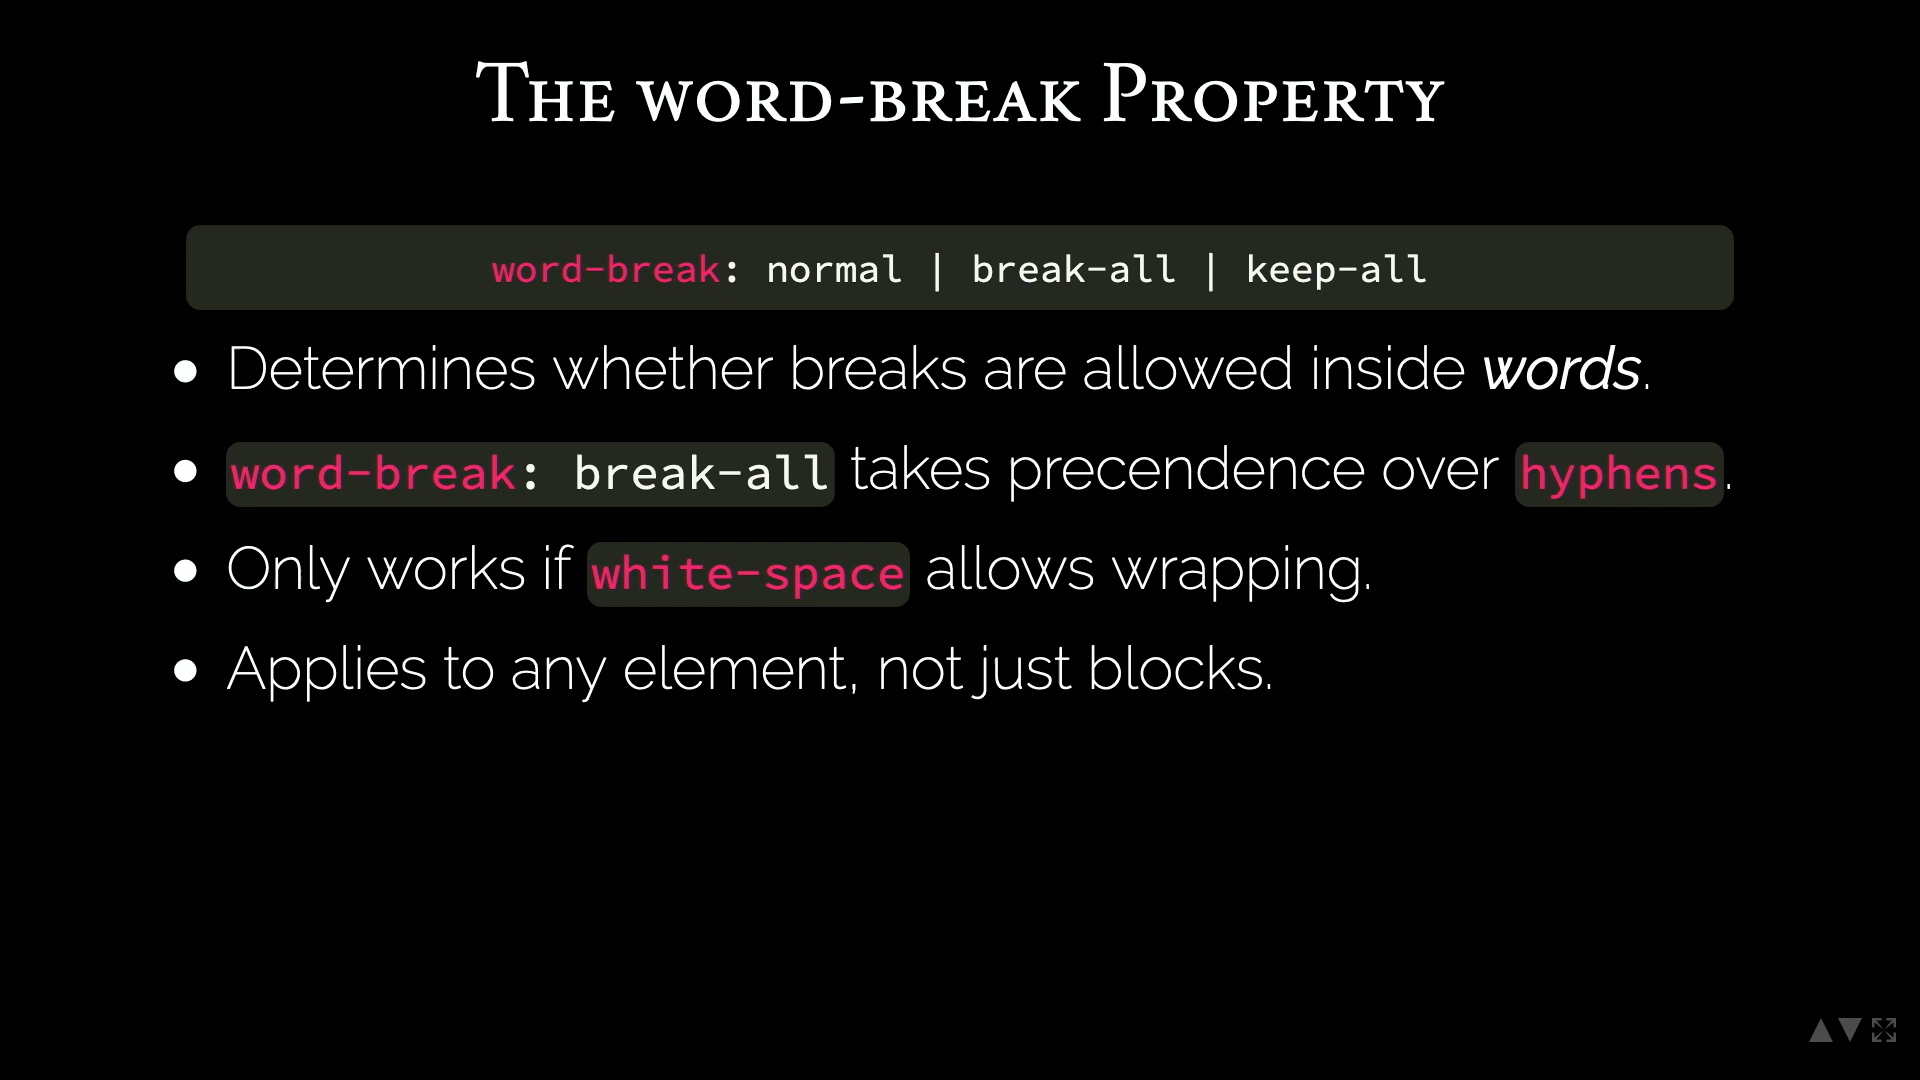 The word-break Property
word-break: normal | break-all | keep-all
Determines whether breaks are allowed inside words.
word-break: break-all takes precendence over hyphens.
Only works if white-space allows wrapping.
Applies to any element, not just blocks.